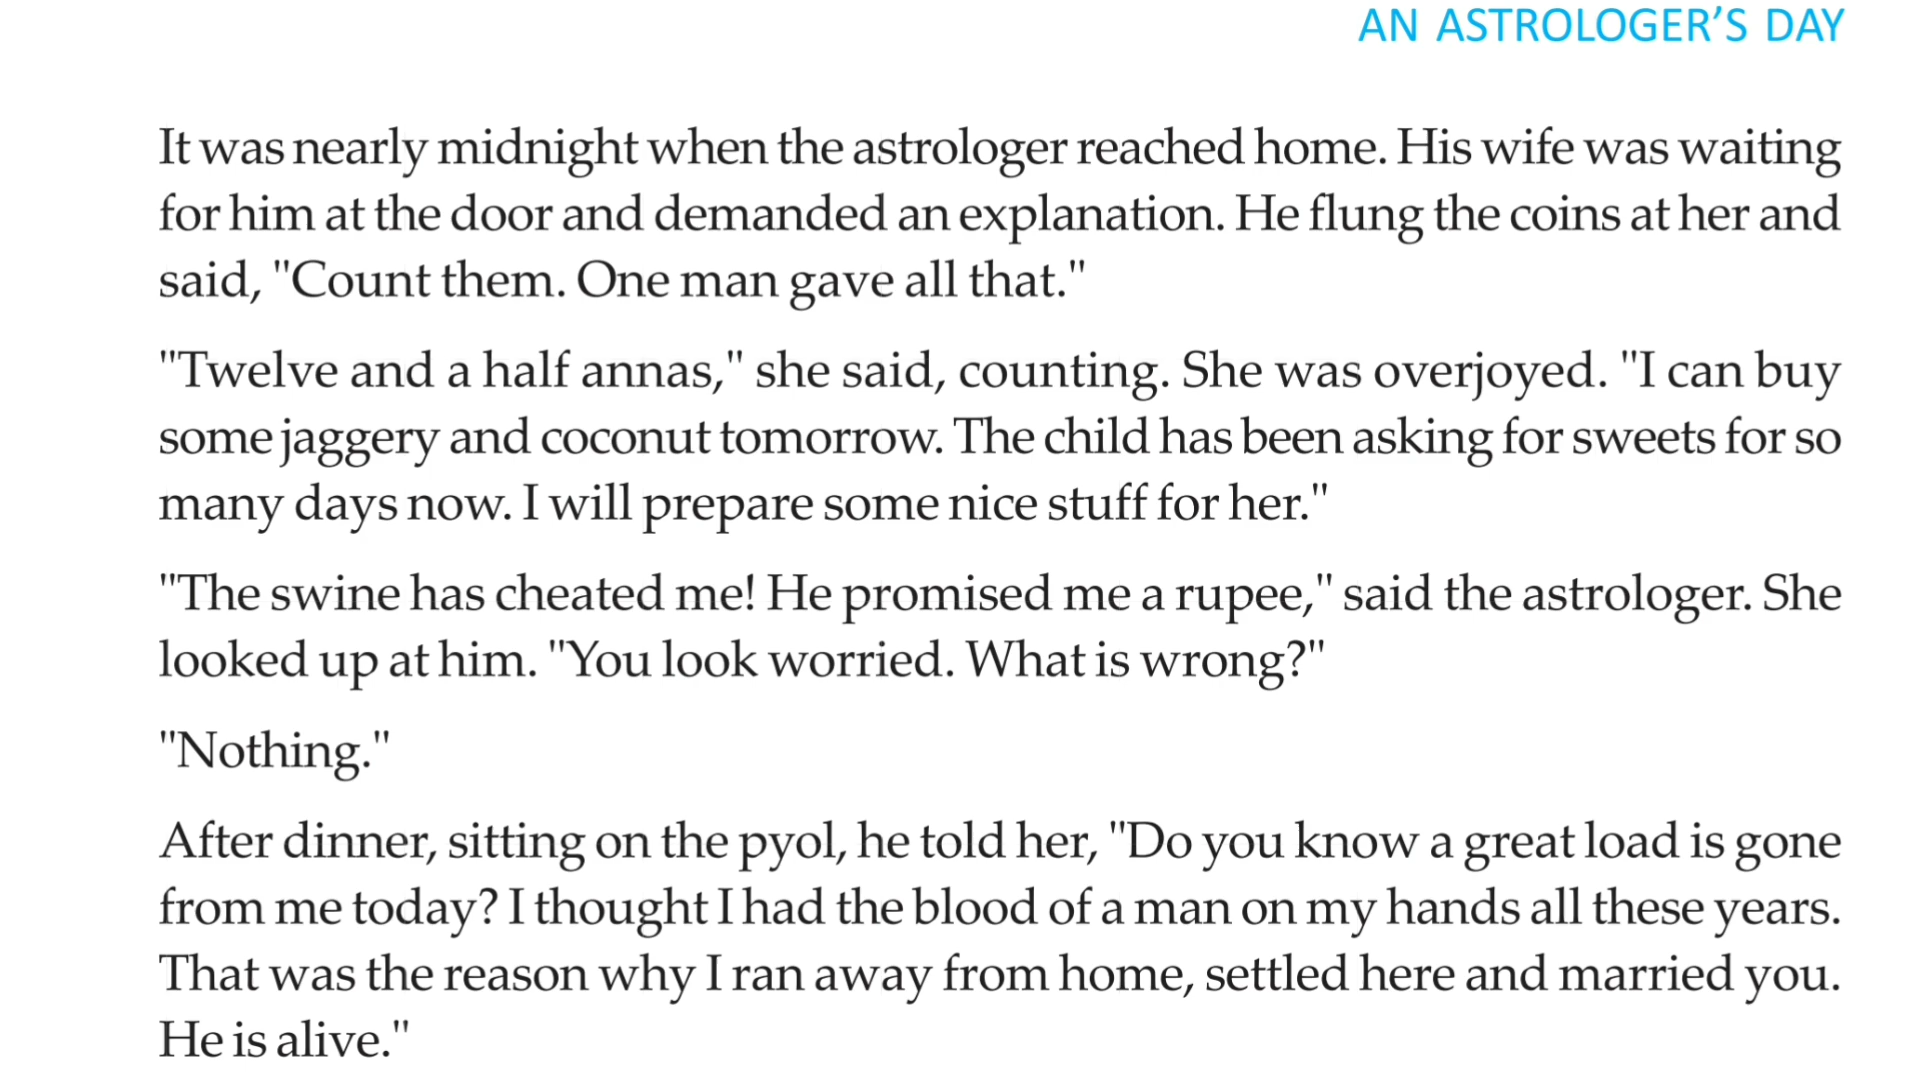 AN ASTROLOGER’S DAY
It was nearly midnight when the astrologer reached home. His wife was waiting
for him at the door and demanded an explanation. He flung the coins at her and
said, "Count them. One man gave all that."
"Twelve and a half annas," she said, counting. She was overjoyed. "I can buy
some jaggery and coconut tomorrow. The child has been asking for sweets for so
many days now. I will prepare some nice stuff for her."
"The swine has cheated me! He promised me a rupee," said the astrologer. She
looked up at him. "You look worried. What is wrong?"
"Nothing."
After dinner, sitting on the pyol, he told her, "Do you know a great load is gone
from me today? I thought I had the blood of a man on my hands all these years.
That was the reason why I ran away from home, settled here and married you.
He is alive."